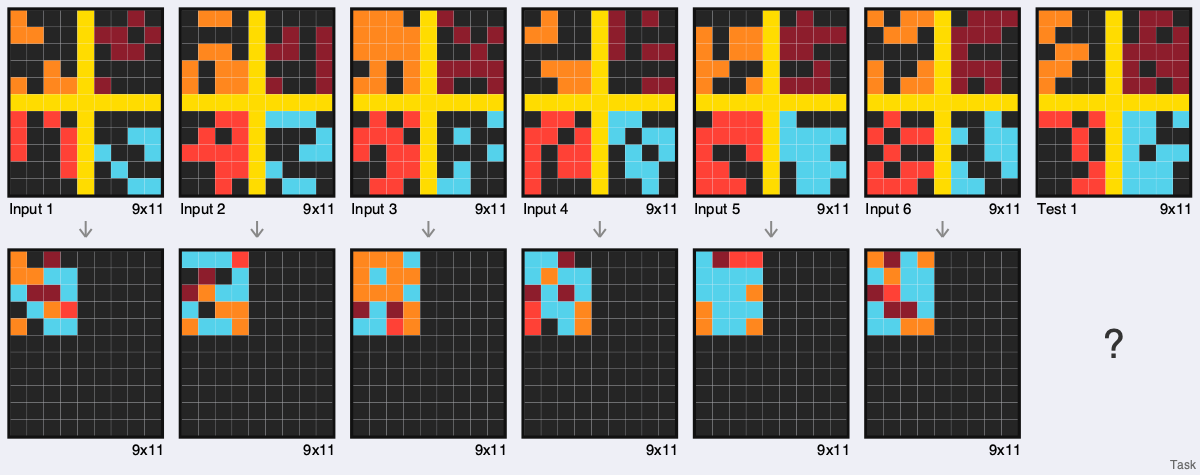 Input 1 9x11
Input 2 9x11
Input 3 9x11
Input 4 9x11
Input 5 9x11
Input 6 9x11
Test 1 9x11
?
9x11
9x11
9x11
9x11
9x11
9x11
Task